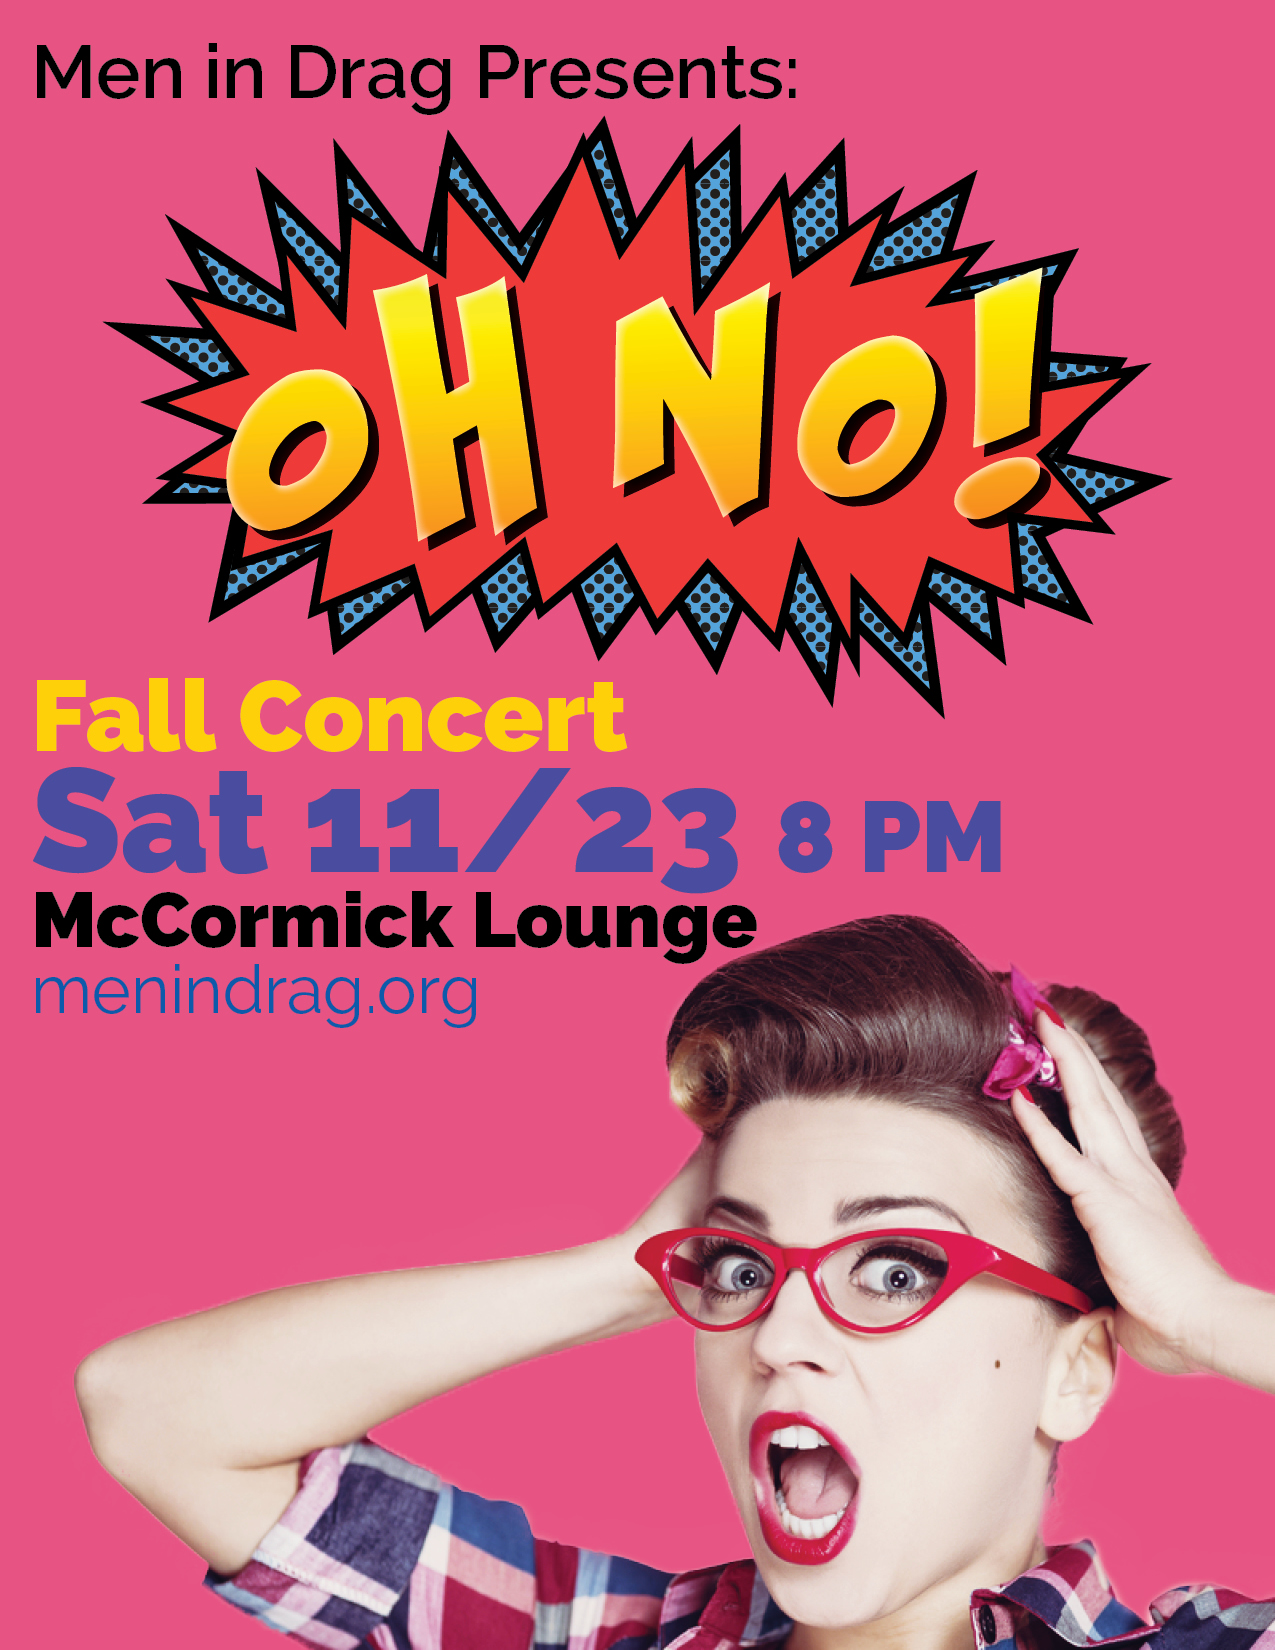 Men in Drag Presents:
OH NO!
Fall Concert
Sat 11/23 8 PM
McCormick Lounge
menindrag.org